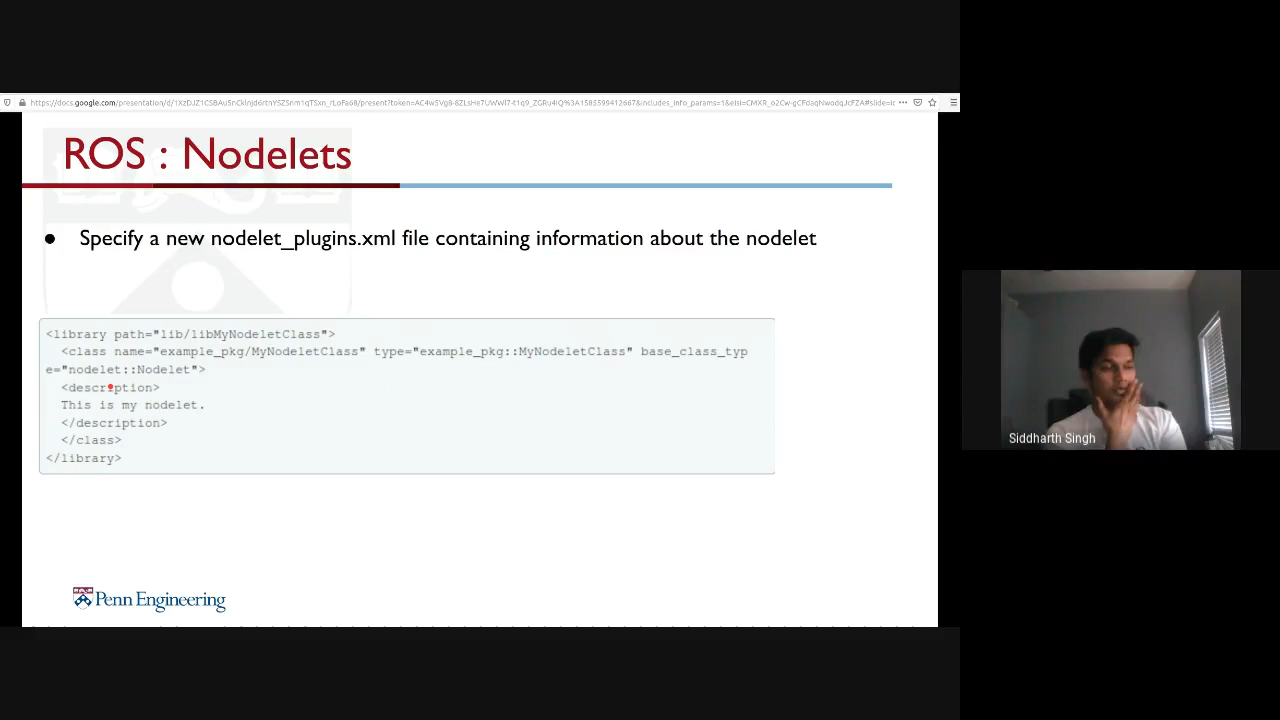 ROS : Nodelets
● Specify a new nodelet_plugins.xml file containing information about the nodelet
<library path="lib/libMyNodeletClass">
<class name="example_pkg/MyNodeletClass" type="example_pkg::MyNodeletClass" base_class_typ
e="nodelet::Nodelet">
<description>
This is my nodelet.
</description>
</class>
</library>
Penn Engineering
Siddharth Singh